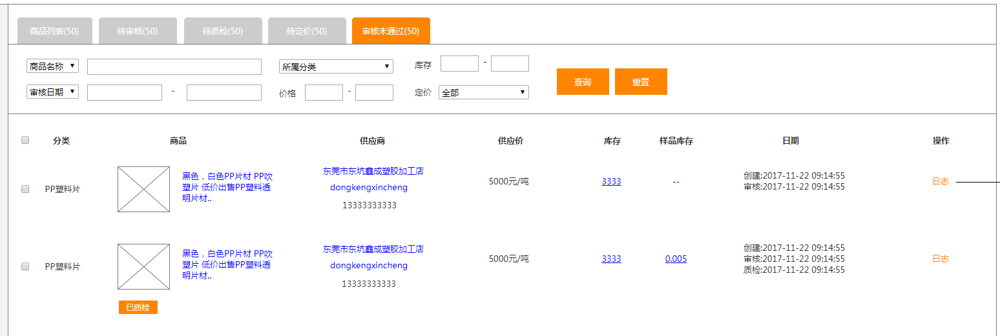 商品列表(50) 待审核(50) 待质检(50) 待定价(50) 审核未通过(50)
商品名称 所属分类 库存 - 查询 重置
审核日期 - 价格 - 定价 全部
分类 商品 供应商 供应价 库存 样品库存 日期 操作
PP塑料片
黑色，白色PP片材 PP吹
塑片 低价出售PP塑料透
明片材..
东莞市东坑鑫成塑胶加工店
dongkengxincheng
13333333333
5000元/吨
3333
--
创建:2017-11-22 09:14:55
审核:2017-11-22 09:14:55
日志
PP塑料片
黑色，白色PP片材 PP吹
塑片 低价出售PP塑料透
明片材..
已质检
东莞市东坑鑫成塑胶加工店
dongkengxincheng
13333333333
5000元/吨
3333
0.005
创建:2017-11-22 09:14:55
审核:2017-11-22 09:14:55
质检:2017-11-22 09:14:55
日志